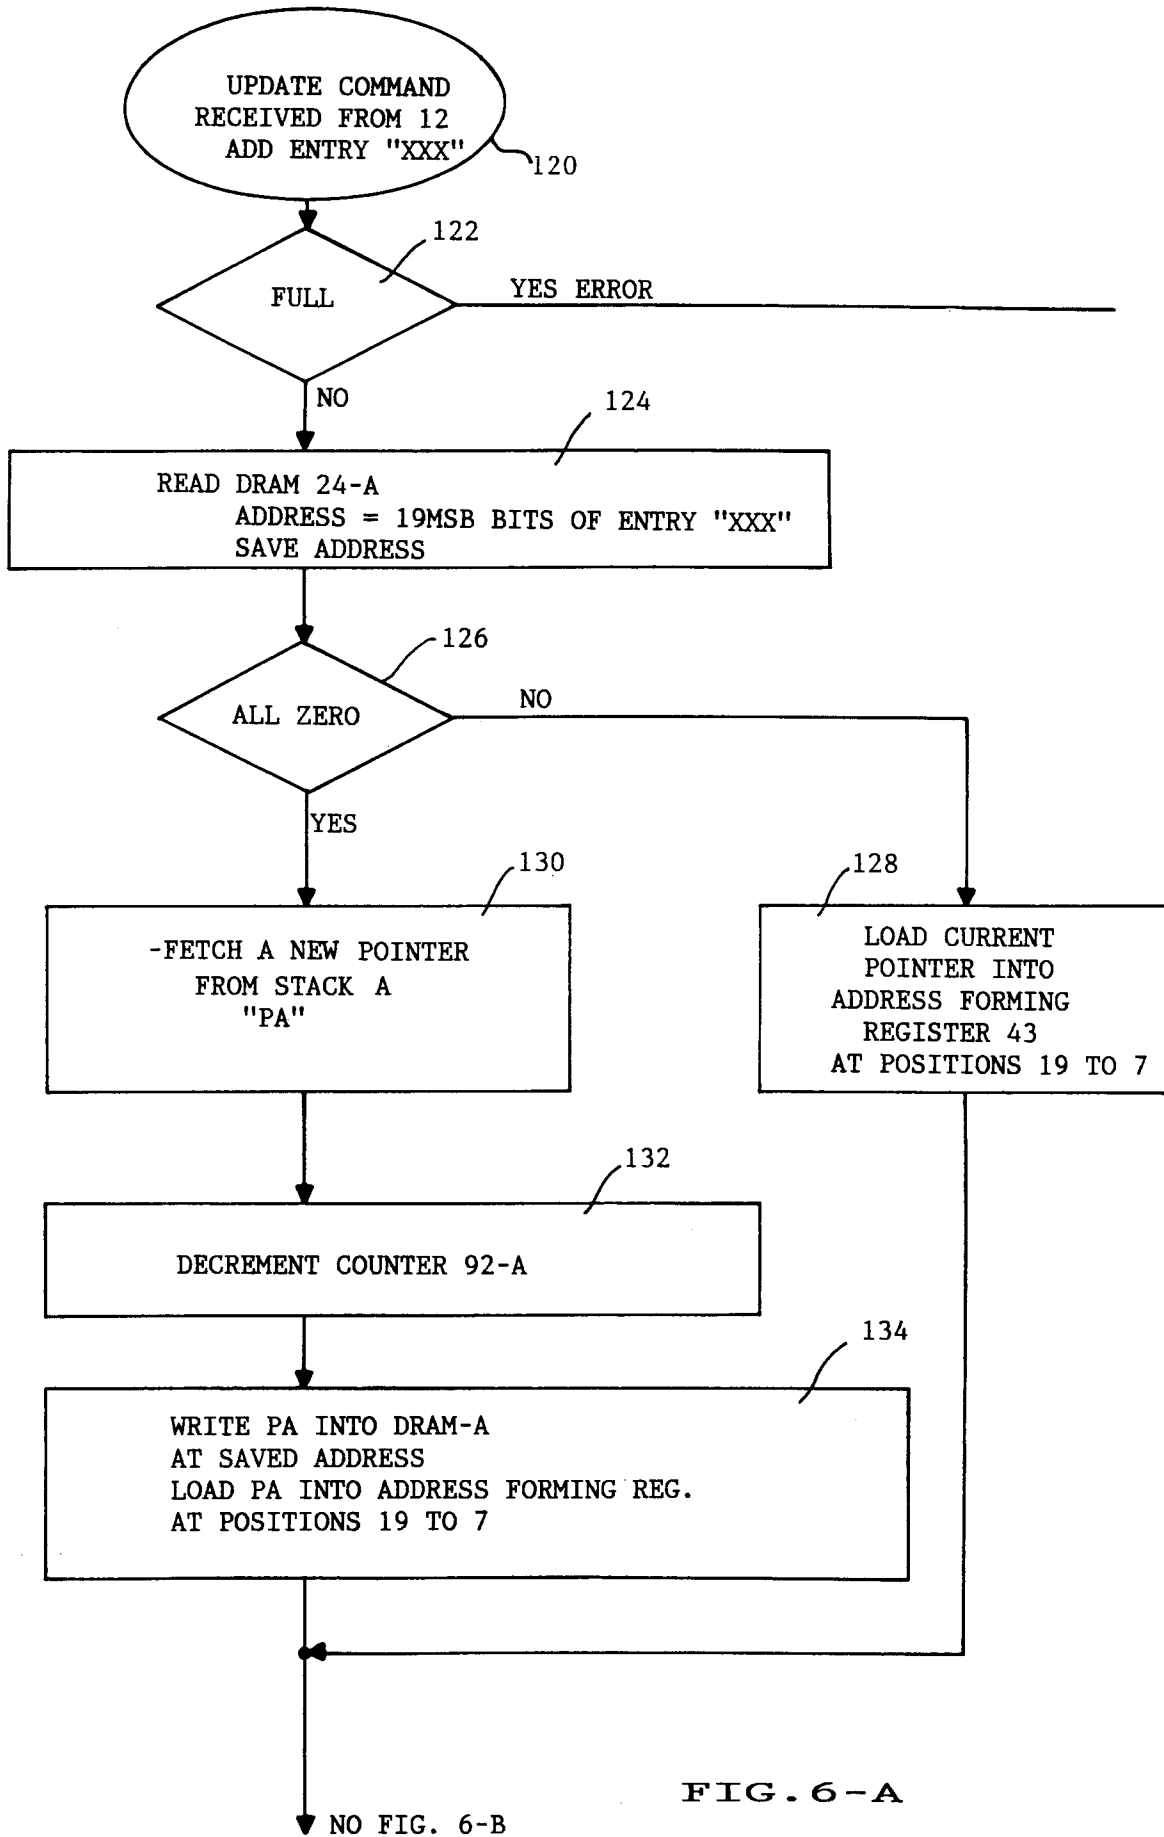 UPDATE COMMAND
RECEIVED FROM 12
ADD ENTRY "XXX"
120
122
FULL
YES ERROR
NO
124
READ DRAM 24-A
ADDRESS = 19MSB BITS OF ENTRY "XXX"
SAVE ADDRESS
126
ALL ZERO
NO
YES
130
-FETCH A NEW POINTER
FROM STACK A
"PA"
128
LOAD CURRENT
POINTER INTO
ADDRESS FORMING
REGISTER 43
AT POSITIONS 19 TO 7
132
DECREMENT COUNTER 92-A
134
WRITE PA INTO DRAM-A
AT SAVED ADDRESS
LOAD PA INTO ADDRESS FORMING REG.
AT POSITIONS 19 TO 7
FIG.6-A
NO FIG. 6-B